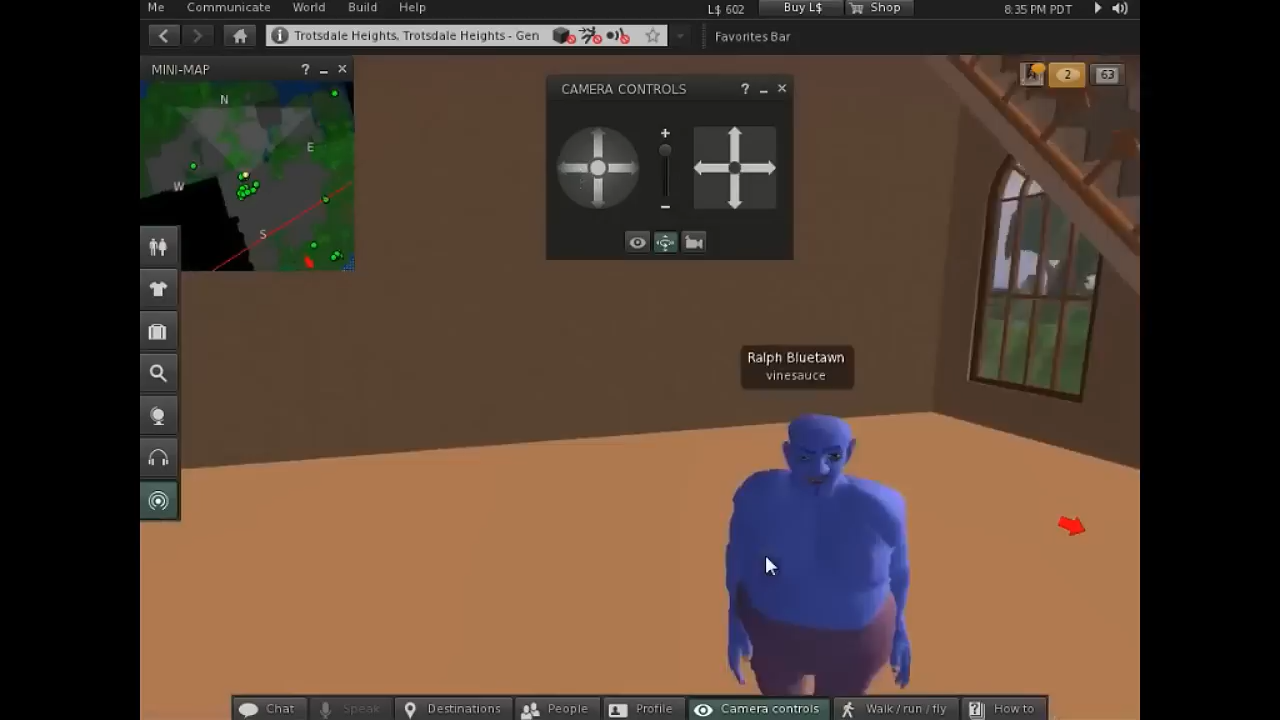 Me Communicate World Build Help L$ 602 Buy L$ Shop 8:35 PM PDT
Trotsdale Heights, Trotsdale Heights - Gen Favorites Bar
MINI-MAP ? 
CAMERA CONTROLS ?
2 63
N
E
W
S
+
−
Ralph Bluetawn
vinesauce
Chat Speak Destinations People Profile Camera controls Walk / run / fly ? How to